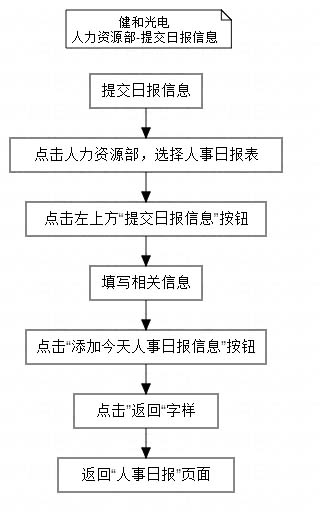 健和光电
人力资源部-提交日报信息
提交日报信息
点击人力资源部，选择人事日报表
点击左上方“提交日报信息”按钮
填写相关信息
点击“添加今天人事日报信息”按钮
点击”返回“字样
返回“人事日报”页面